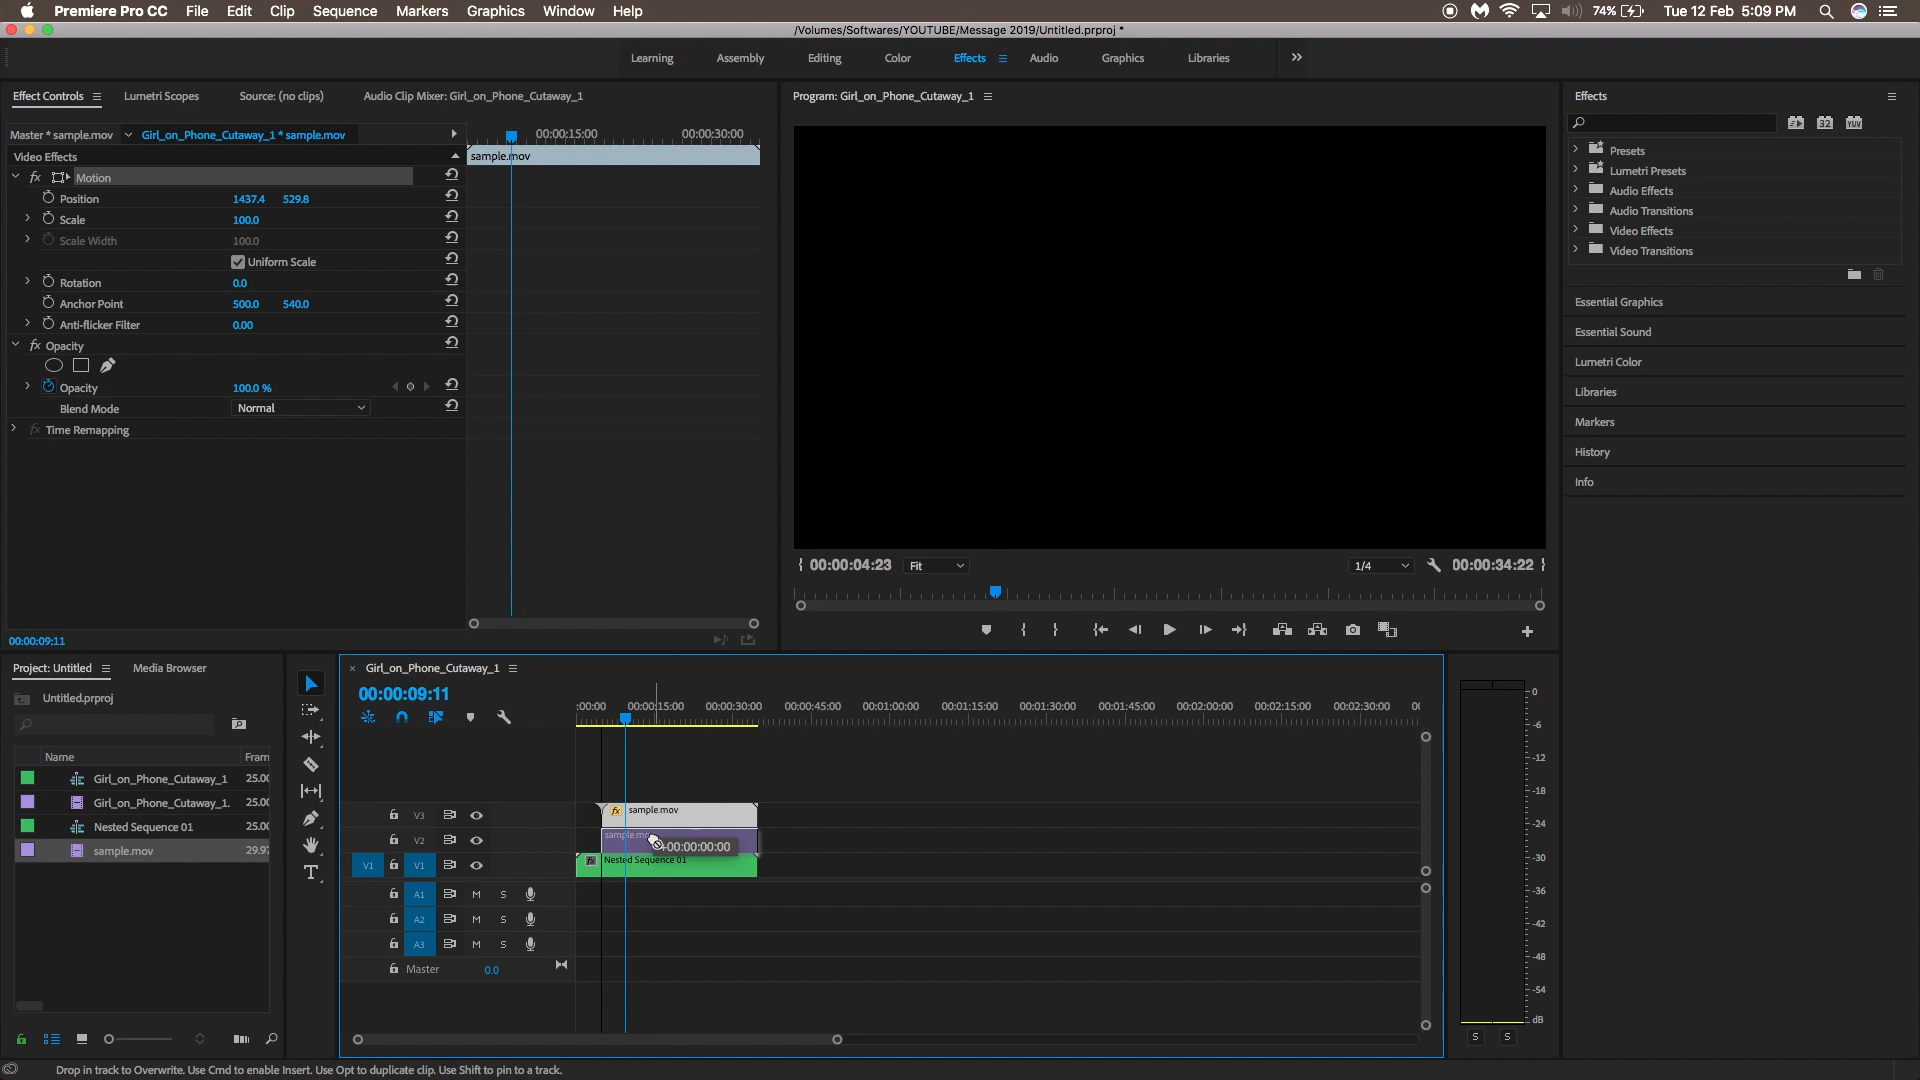 Premiere Pro CC File Edit Clip Sequence Markers Graphics Window Help 74% Tue 12 Feb 5:09 PM
/Volumes/Softwares/YOUTUBE/Message 2019/Untitled.prproj *
Learning Assembly Editing Color Effects Audio Graphics Libraries
Effect Controls Lumetri Scopes Source: (no clips) Audio Clip Mixer: Girl_on_Phone_Cutaway_1
Program: Girl_on_Phone_Cutaway_1
Effects
Master * sample.mov Girl_on_Phone_Cutaway_1 * sample.mov
00:00:15:00 00:00:30:00
Video Effects
sample.mov
fx Motion
Position 1437.4 529.8
Scale 100.0
Scale Width 100.0
Uniform Scale
Rotation 0.0
Anchor Point 500.0 540.0
Anti-flicker Filter 0.00
fx Opacity
Opacity 100.0 %
Blend Mode Normal
fx Time Remapping
00:00:09:11
32 YUV
Presets
Lumetri Presets
Audio Effects
Audio Transitions
Video Effects
Video Transitions
Essential Graphics
Essential Sound
Lumetri Color
Libraries
Markers
History
Info
00:00:04:23 Fit 1/4 00:00:34:22
Project: Untitled Media Browser
Untitled.prproj
Name Fram
Girl_on_Phone_Cutaway_1 25.00
Girl_on_Phone_Cutaway_1. 25.00
Nested Sequence 01 25.00
sample.mov 29.97
T
× Girl_on_Phone_Cutaway_1
00:00:09:11
:00:00 00:00:15:00 00:00:30:00 00:00:45:00 00:01:00:00 00:01:15:00 00:01:30:00 00:01:45:00 00:02:00:00 00:02:15:00 00:02:30:00
V3 fx sample.mov
V2 sample.mo +00:00:00:00
V1 V1 fx Nested Sequence 01
A1 M S
A2 M S
A3 M S
Master 0.0
0
-6
-12
-18
-24
-30
-36
-42
-48
-54
dB
S S
Drop in track to Overwrite. Use Cmd to enable Insert. Use Opt to duplicate clip. Use Shift to pin to a track.